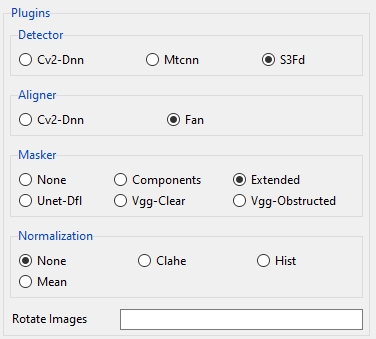 Plugins
Detector
Cv2-Dnn Mtcnn S3Fd
Aligner
Cv2-Dnn Fan
Masker
None Components Extended
Unet-Dfl Vgg-Clear Vgg-Obstructed
Normalization
None Clahe Hist
Mean
Rotate Images